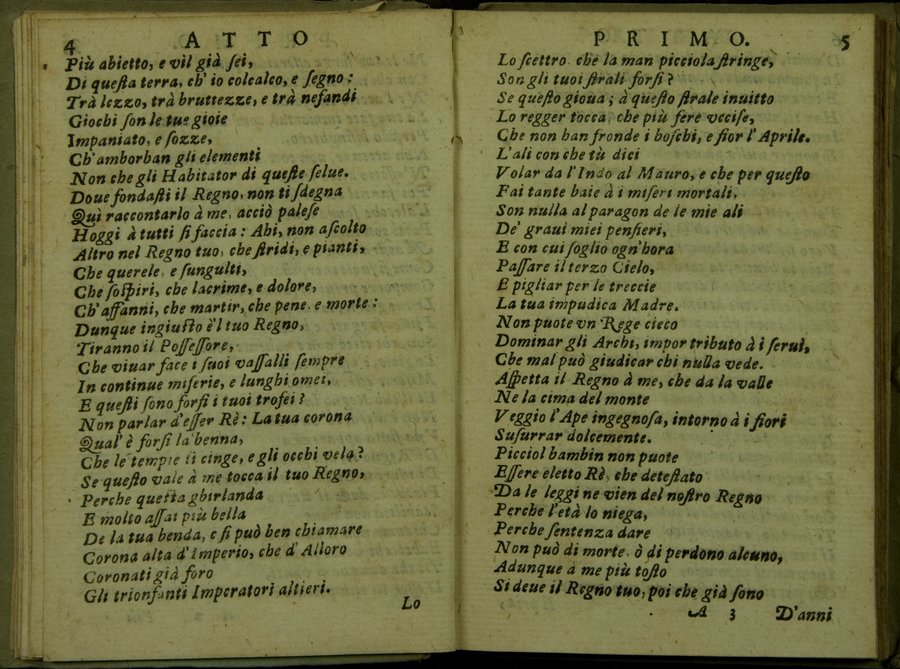 4 ATTO
Più abietto, e vil già ſei,
Di queſta terra, ch' io colcalco, e ſegno:
Trà lezzo, trà bruttezze, e trà nefandi
Giochi ſon le tue gioie
Impaniato, e ſozze,
Ch'amborban gli elementi
Non che gli Habitator di queſte ſelue.
Doue fondaſti il Regno, non ti ſdegna
Quì raccontarlo à me, acciò paleſe
Hoggi à tutti ſi faccia: Ahi, non aſcolto
Altro nel Regno tuo, che ſtridi, e pianti,
Che querele, e ſungulti,
Che ſoſpiri, che lacrime, e dolore,
Ch'affanni, che martir, che pene, e morte:
Dunque ingiuſto è'l tuo Regno,
Tiranno il Poſſeſſore,
Che viuar face i ſuoi vaſſalli ſempre
In continue miſerie, e lunghi omei,
E queſti ſono forſi i tuoi trofei?
Non parlar d'eſſer Rè: La tua corona
Qual' è forſi la benna,
Che le tempie ti cinge, e gli occhi vela?
Se queſto vale à me tocca il tuo Regno,
Perche queſta ghirlanda
E molto aſſai più bella
De la tua benda, e ſi può ben chiamare
Corona alta d'Imperio, che d' Alloro
Coronati già foro
Gli trionfanti Imperatori altieri.
Lo
PRIMO. 5
Lo ſcettro che la man picciola ſtringe,
Son gli tuoi ſtrali forſi?
Se queſto gioua; à queſto ſtrale inuitto
Lo regger tocca, che più fere vcciſe,
Che non han fronde i boſchi, e fior l'Aprile.
L'ali con che tù dici
Volar da l'Indo al Mauro, e che per queſto
Fai tante baie à i miſeri mortali,
Son nulla al paragon de le mie ali
De' graui miei penſieri,
E con cui ſoglio ogn'hora
Paſſare il terzo Cielo,
E pigliar per le treccie
La tua impudica Madre.
Non puote vn Rege cieco
Dominar gli Archi, impor tributo à i ſerui,
Che mal può giudicar chi nulla vede.
Aſpetta il Regno à me, che da la valle
Ne la cima del monte
Veggio l'Ape ingegnoſa, intorno à i fiori
Suſurrar dolcemente.
Picciol bambin non puote
Eſſere eletto Rè, che deteſtato
Da le leggi ne vien del noſtro Regno
Perche l'età lo niega,
Perche ſentenza dare
Non può di morte, ò di perdono alcuno,
Adunque à me più toſto
Si deue il Regno tuo, poi che già ſono
A 3 D'anni